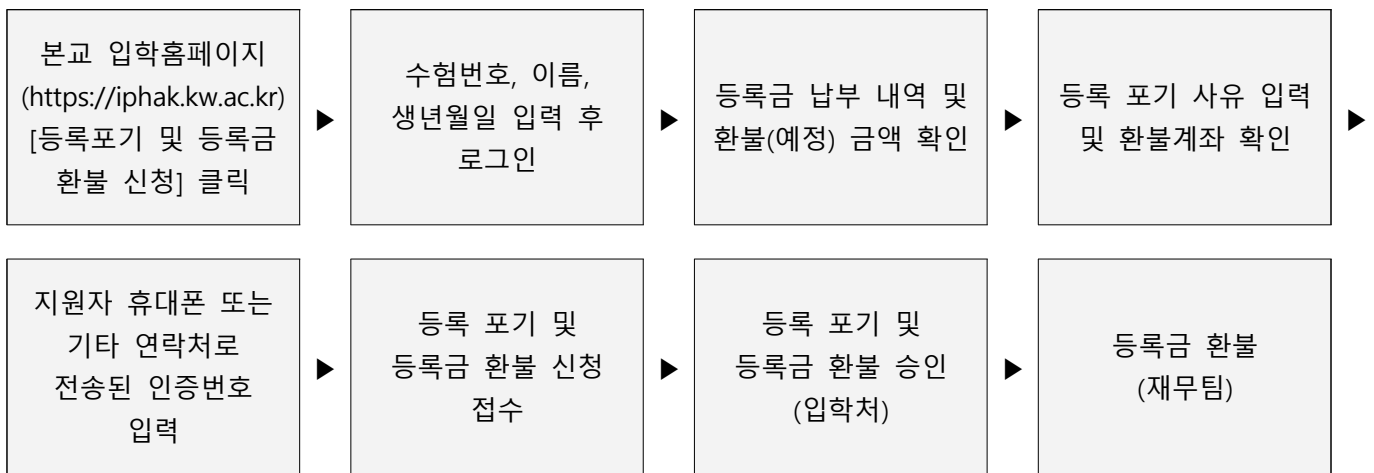 본교 입학홈페이지
(https://iphak.kw.ac.kr)
[등록포기 및 등록금
환불 신청] 클릭
▶
수험번호, 이름,
생년월일 입력 후
로그인
▶
등록금 납부 내역 및
환불(예정) 금액 확인
▶
등록 포기 사유 입력
및 환불계좌 확인
▶
지원자 휴대폰 또는
기타 연락처로
전송된 인증번호
입력
▶
등록 포기 및
등록금 환불 신청
접수
▶
등록 포기 및
등록금 환불 승인
(입학처)
▶
등록금 환불
(재무팀)